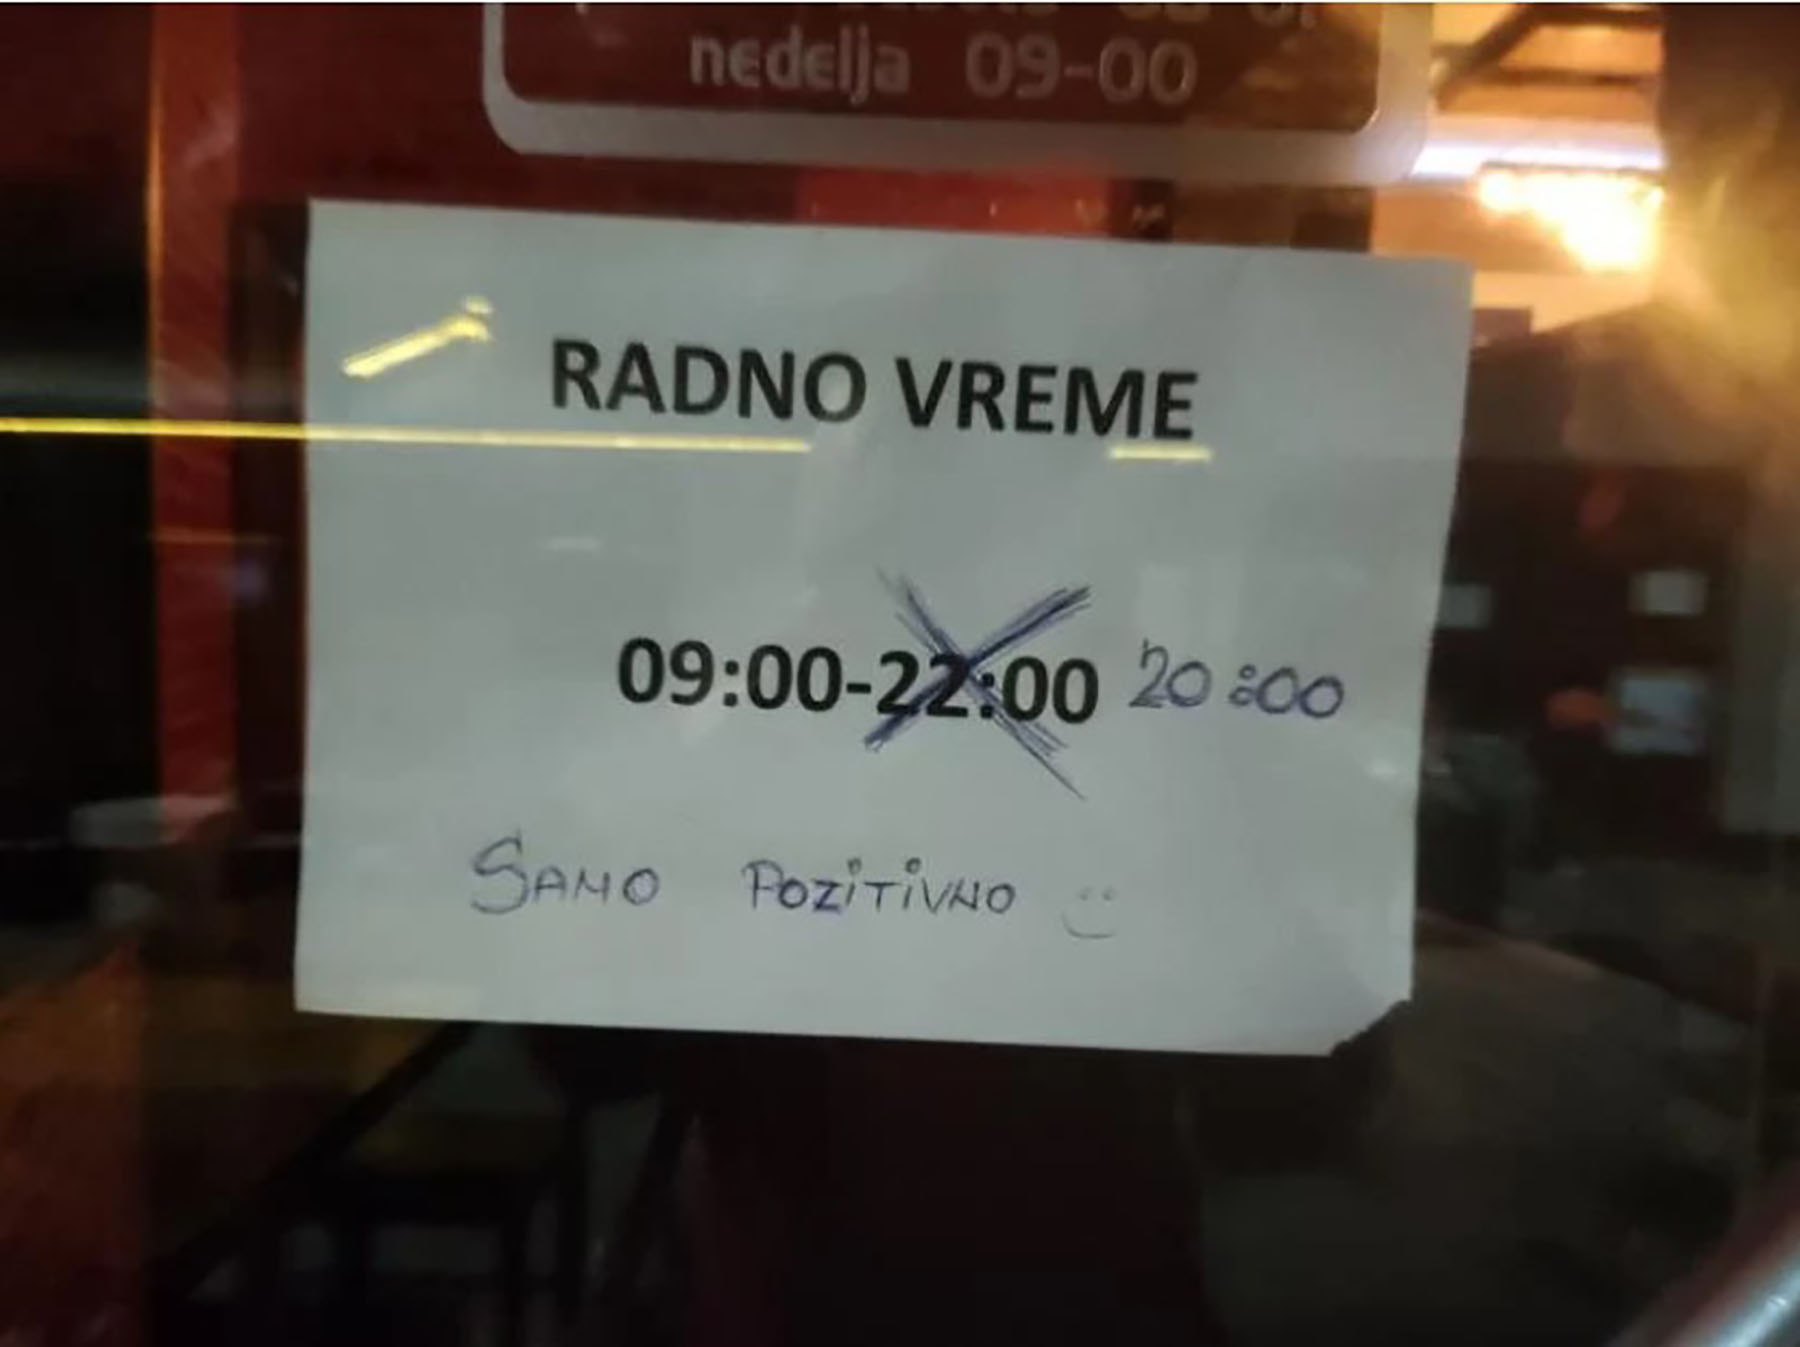 nedelja 09-00
RADNO VREME
09:00-22:00 20:00
SAMO POZITIVNO